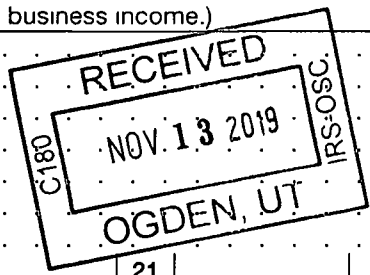 business income.)
RECEIVED
C180
NOV. 13 2019
IRS-OSC
OGDEN, UT
21